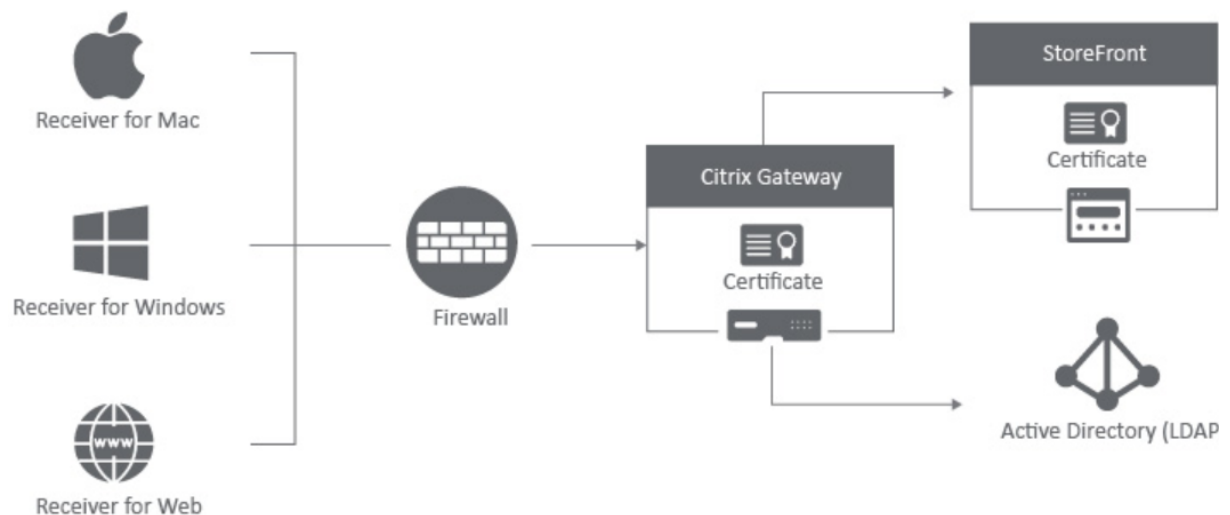 Receiver for Mac
Receiver for Windows
www
Receiver for Web
Firewall
Citrix Gateway
Certificate
StoreFront
Certificate
Active Directory (LDAP